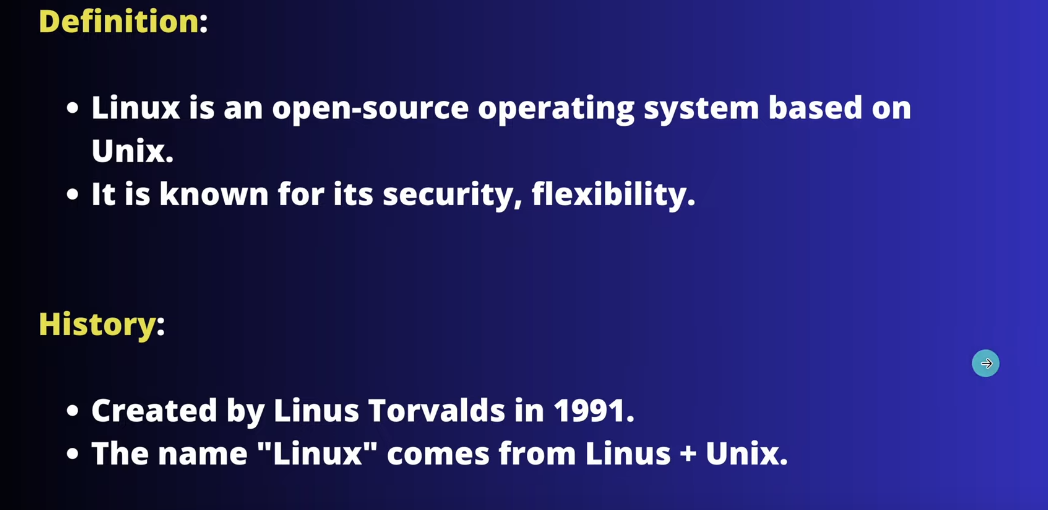 Definition:
• Linux is an open-source operating system based on
Unix.
• It is known for its security, flexibility.
History:
• Created by Linus Torvalds in 1991.
• The name "Linux" comes from Linus + Unix.